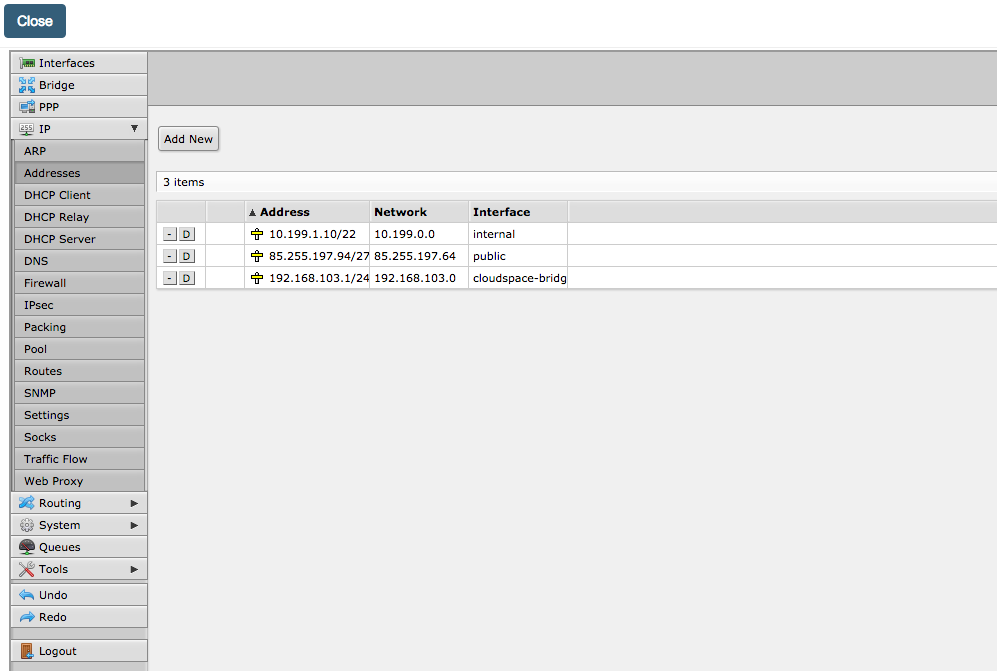 Close
Interfaces
Bridge
PPP
IP
ARP
Addresses
DHCP Client
DHCP Relay
DHCP Server
DNS
Firewall
IPsec
Packing
Pool
Routes
SNMP
Settings
Socks
Traffic Flow
Web Proxy
Routing
System
Queues
Tools
Undo
Redo
Logout
Add New
3 items
Address Network Interface
- D 10.199.1.10/22 10.199.0.0 internal
- D 85.255.197.94/27 85.255.197.64 public
- D 192.168.103.1/24 192.168.103.0 cloudspace-bridg